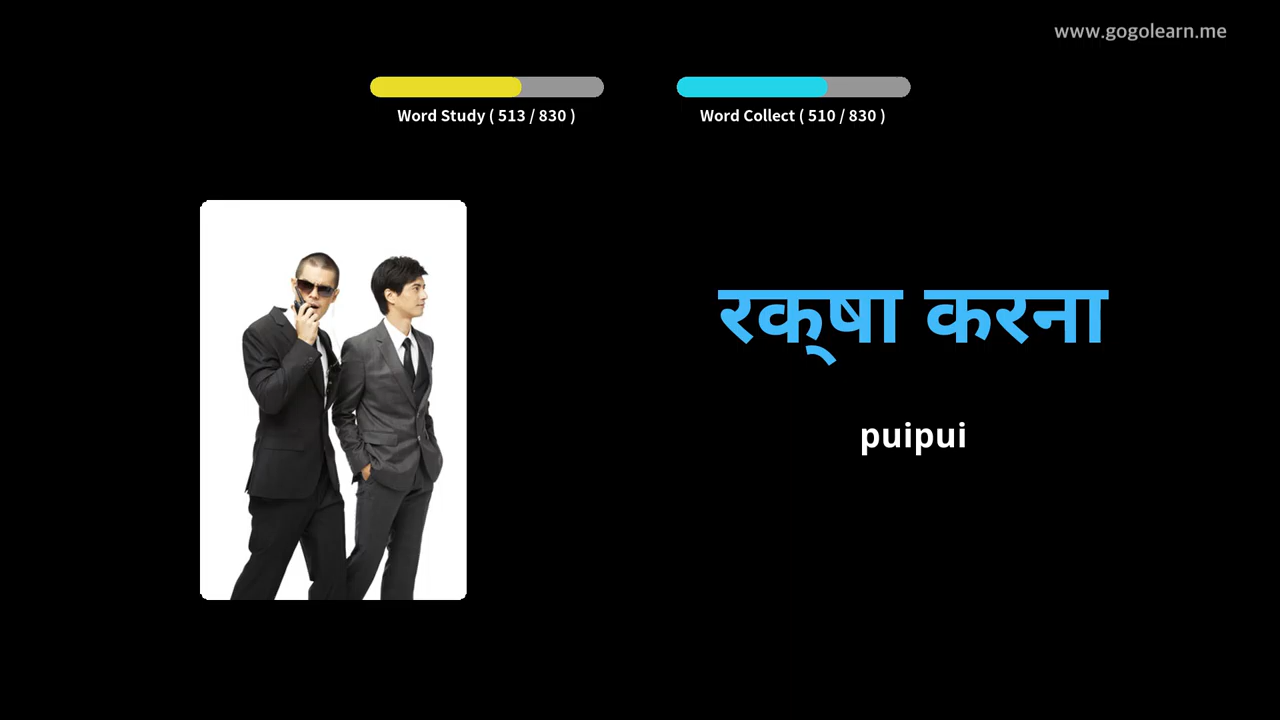 www.gogolearn.me
Word Study ( 513 / 830 )
Word Collect ( 510 / 830 )
रक्‌षा करना
puipui